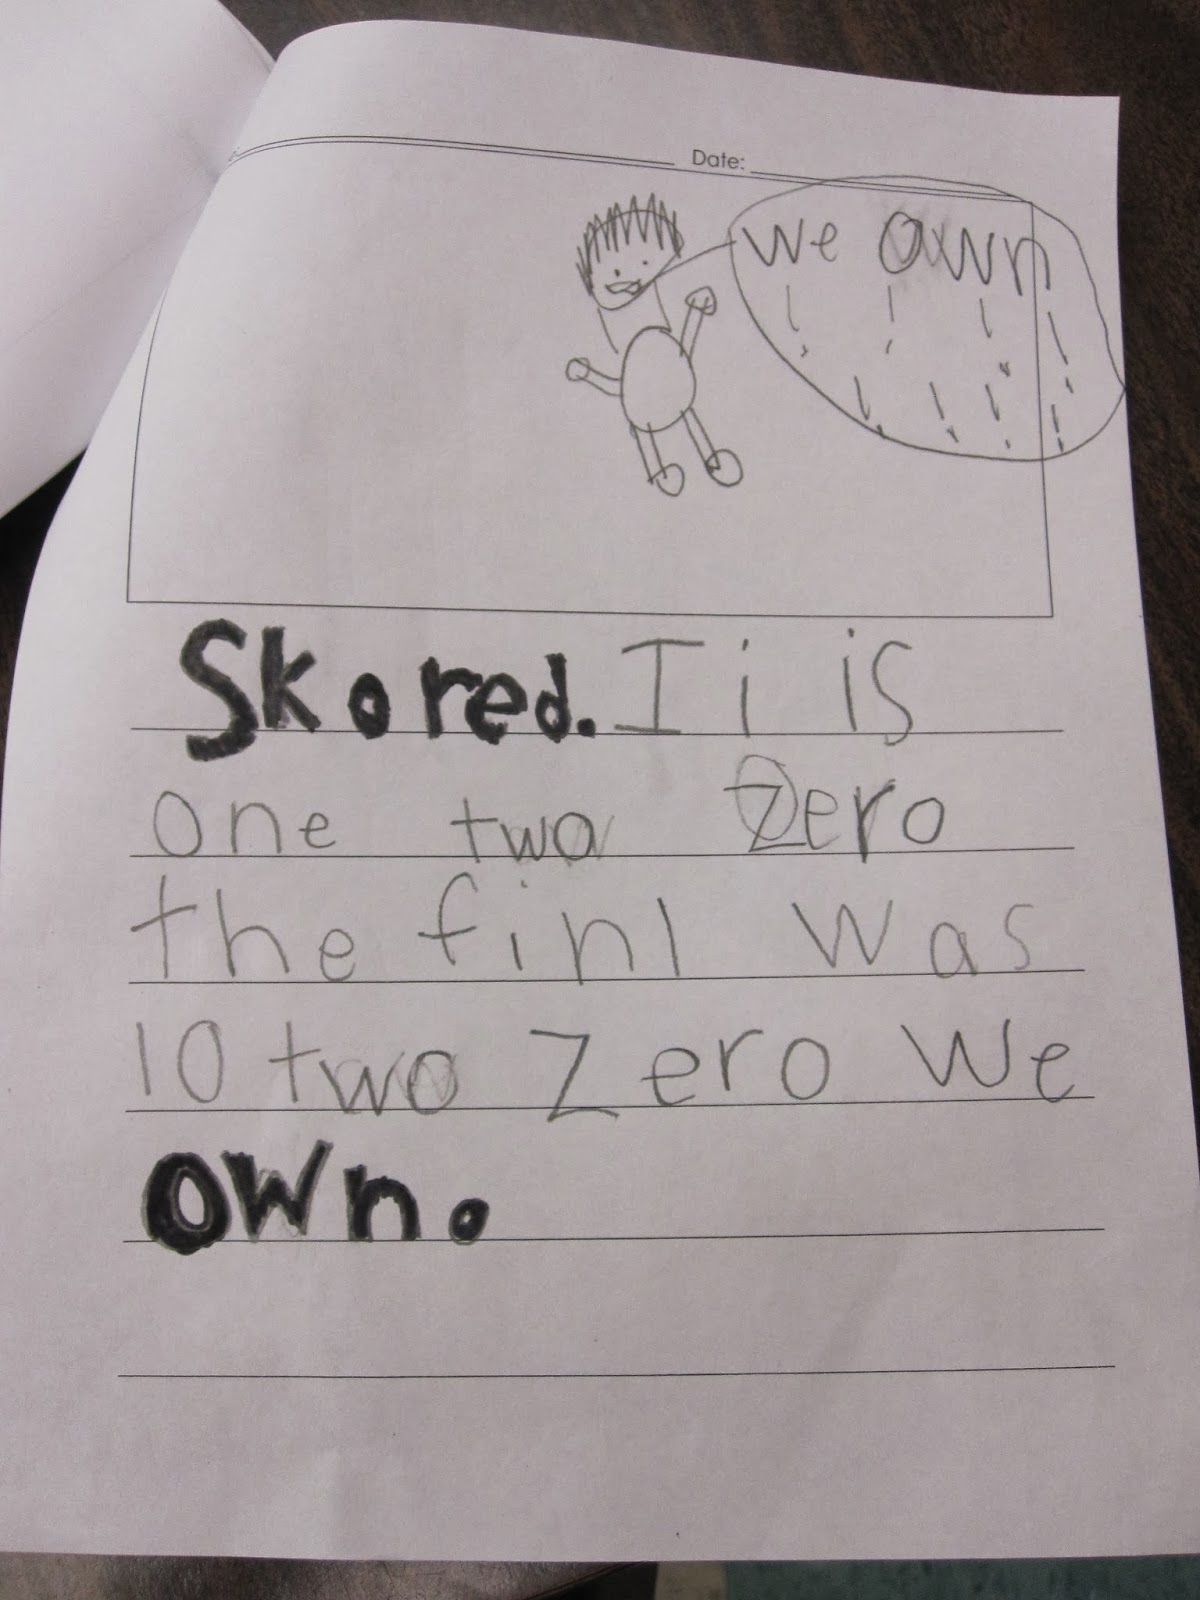 Date:
we own
! ! ! !
! ! ! !
Skored. I i is
one two zero
the finl was
10 two zero we
own.